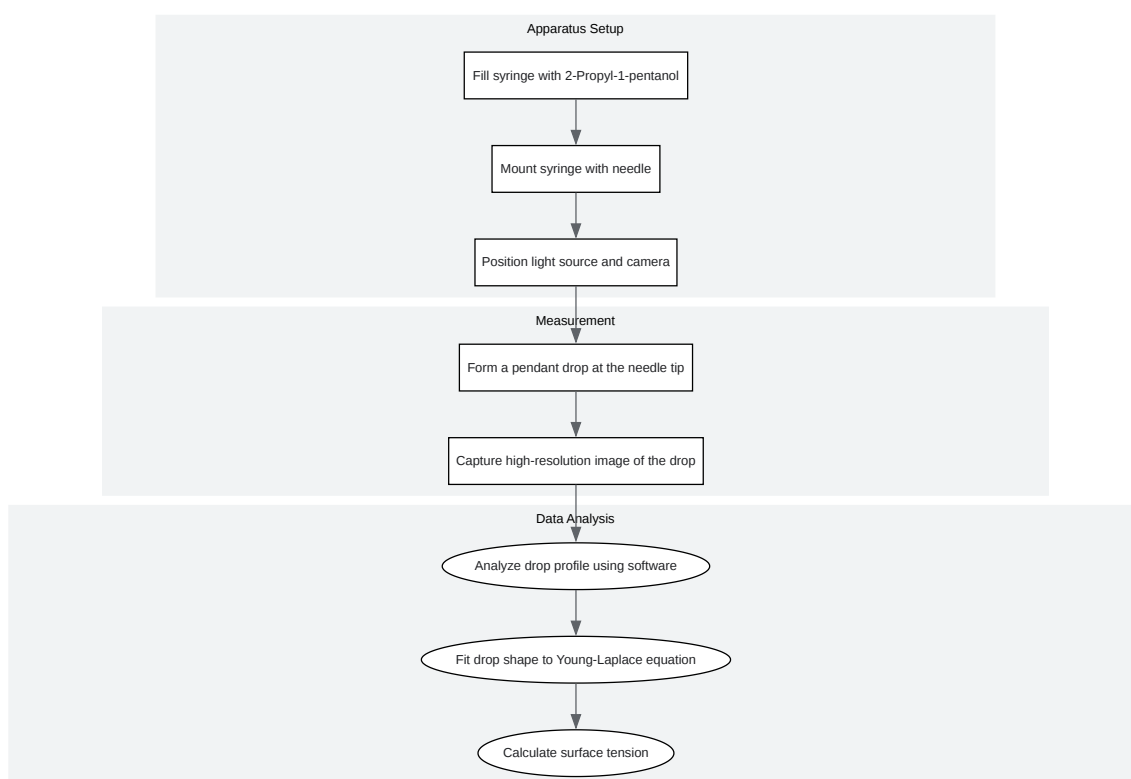 Apparatus Setup
Fill syringe with 2-Propyl-1-pentanol
Mount syringe with needle
Position light source and camera
Measurement
Form a pendant drop at the needle tip
Capture high-resolution image of the drop
Data Analysis
Analyze drop profile using software
Fit drop shape to Young-Laplace equation
Calculate surface tension